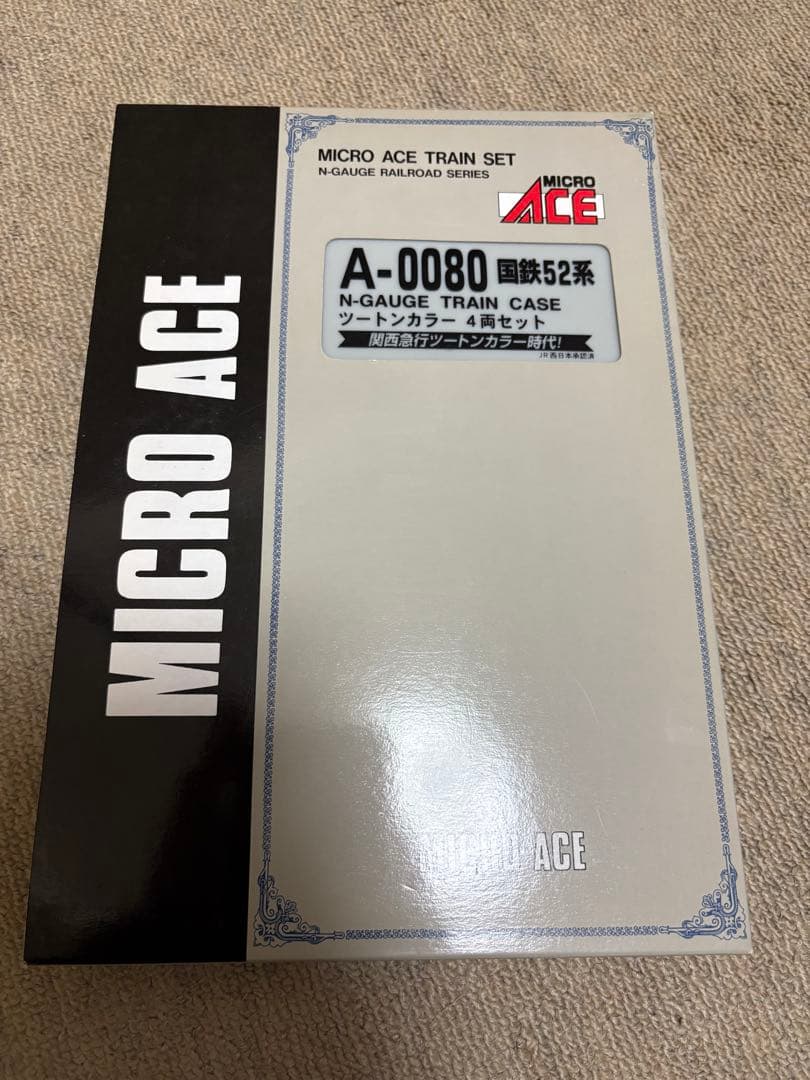 MICRO ACE
MICRO ACE TRAIN SET
N-GAUGE RAILROAD SERIES
MICRO
ACE
A-0080 国鉄52系
N-GAUGE TRAIN CASE
ツートンカラー 4両セット
関西急行ツートンカラー時代!
JR西日本承認済
MICRO ACE